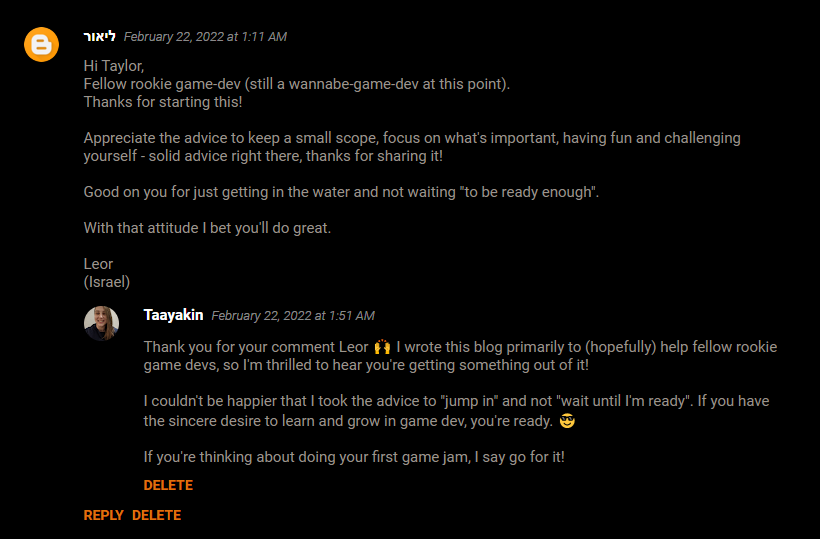 ליאור February 22, 2022 at 1:11 AM
Hi Taylor,
Fellow rookie game-dev (still a wannabe-game-dev at this point).
Thanks for starting this!
Appreciate the advice to keep a small scope, focus on what's important, having fun and challenging
yourself - solid advice right there, thanks for sharing it!
Good on you for just getting in the water and not waiting "to be ready enough".
With that attitude I bet you'll do great.
Leor
(Israel)
Taayakin February 22, 2022 at 1:51 AM
Thank you for your comment Leor 🙌 I wrote this blog primarily to (hopefully) help fellow rookie
game devs, so I'm thrilled to hear you're getting something out of it!
I couldn't be happier that I took the advice to "jump in" and not "wait until I'm ready". If you have
the sincere desire to learn and grow in game dev, you're ready. 😎
If you're thinking about doing your first game jam, I say go for it!
DELETE
REPLY DELETE